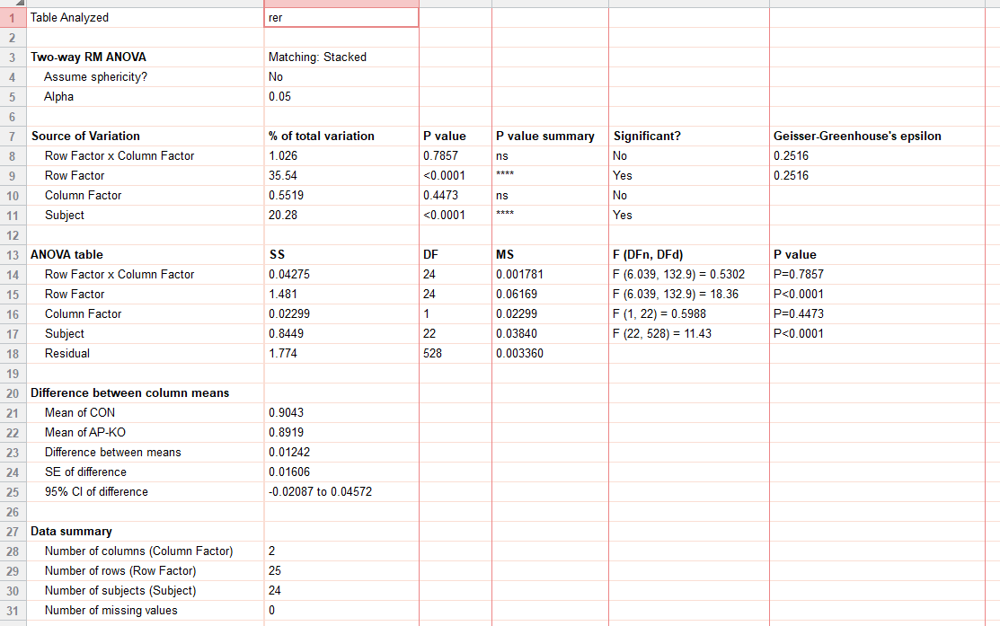 1 Table Analyzed rer
2
3 Two-way RM ANOVA Matching: Stacked
4 Assume sphericity? No
5 Alpha 0.05
6
7 Source of Variation % of total variation P value P value summary Significant? Geisser-Greenhouse's epsilon
8 Row Factor x Column Factor 1.026 0.7857 ns No 0.2516
9 Row Factor 35.54 <0.0001 **** Yes 0.2516
10 Column Factor 0.5519 0.4473 ns No
11 Subject 20.28 <0.0001 **** Yes
12
13 ANOVA table SS DF MS F (DFn, DFd) P value
14 Row Factor x Column Factor 0.04275 24 0.001781 F (6.039, 132.9) = 0.5302 P=0.7857
15 Row Factor 1.481 24 0.06169 F (6.039, 132.9) = 18.36 P<0.0001
16 Column Factor 0.02299 1 0.02299 F (1, 22) = 0.5988 P=0.4473
17 Subject 0.8449 22 0.03840 F (22, 528) = 11.43 P<0.0001
18 Residual 1.774 528 0.003360
19
20 Difference between column means
21 Mean of CON 0.9043
22 Mean of AP-KO 0.8919
23 Difference between means 0.01242
24 SE of difference 0.01606
25 95% CI of difference -0.02087 to 0.04572
26
27 Data summary
28 Number of columns (Column Factor) 2
29 Number of rows (Row Factor) 25
30 Number of subjects (Subject) 24
31 Number of missing values 0